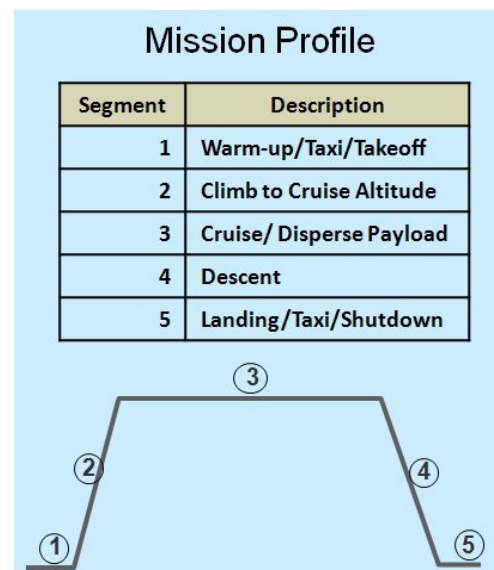 Mission Profile
Segment Description
1 Warm-up/Taxi/Takeoff
2 Climb to Cruise Altitude
3 Cruise/ Disperse Payload
4 Descent
5 Landing/Taxi/Shutdown
3
2
4
1
5